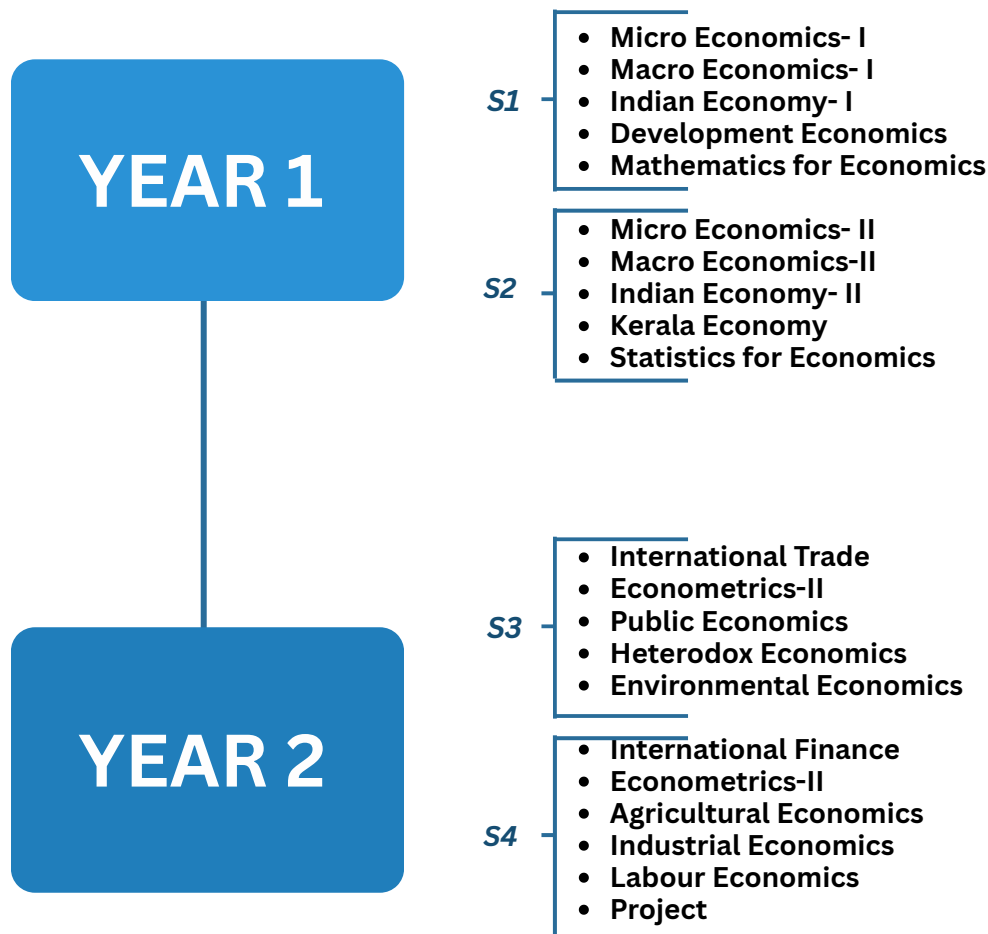 YEAR 1
S1
• Micro Economics- I
• Macro Economics- I
• Indian Economy- I
• Development Economics
• Mathematics for Economics
S2
• Micro Economics- II
• Macro Economics-II
• Indian Economy- II
• Kerala Economy
• Statistics for Economics
YEAR 2
S3
• International Trade
• Econometrics-II
• Public Economics
• Heterodox Economics
• Environmental Economics
S4
• International Finance
• Econometrics-II
• Agricultural Economics
• Industrial Economics
• Labour Economics
• Project